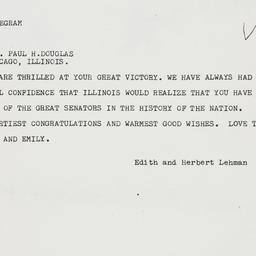 EGRAM
. PAUL H.DOUGLAS
CAGO, ILLINOIS.
ARE THRILLED AT YOUR GREAT VICTORY. WE HAVE ALWAYS HAD
L CONFIDENCE THAT ILLINOIS WOULD REALIZE THAT YOU HAVE
OF THE GREAT SENATORS IN THE HISTORY OF THE NATION.
RTIEST CONGRATULATIONS AND WARMEST GOOD WISHES. LOVE T
AND EMILY.
Edith and Herbert Lehman